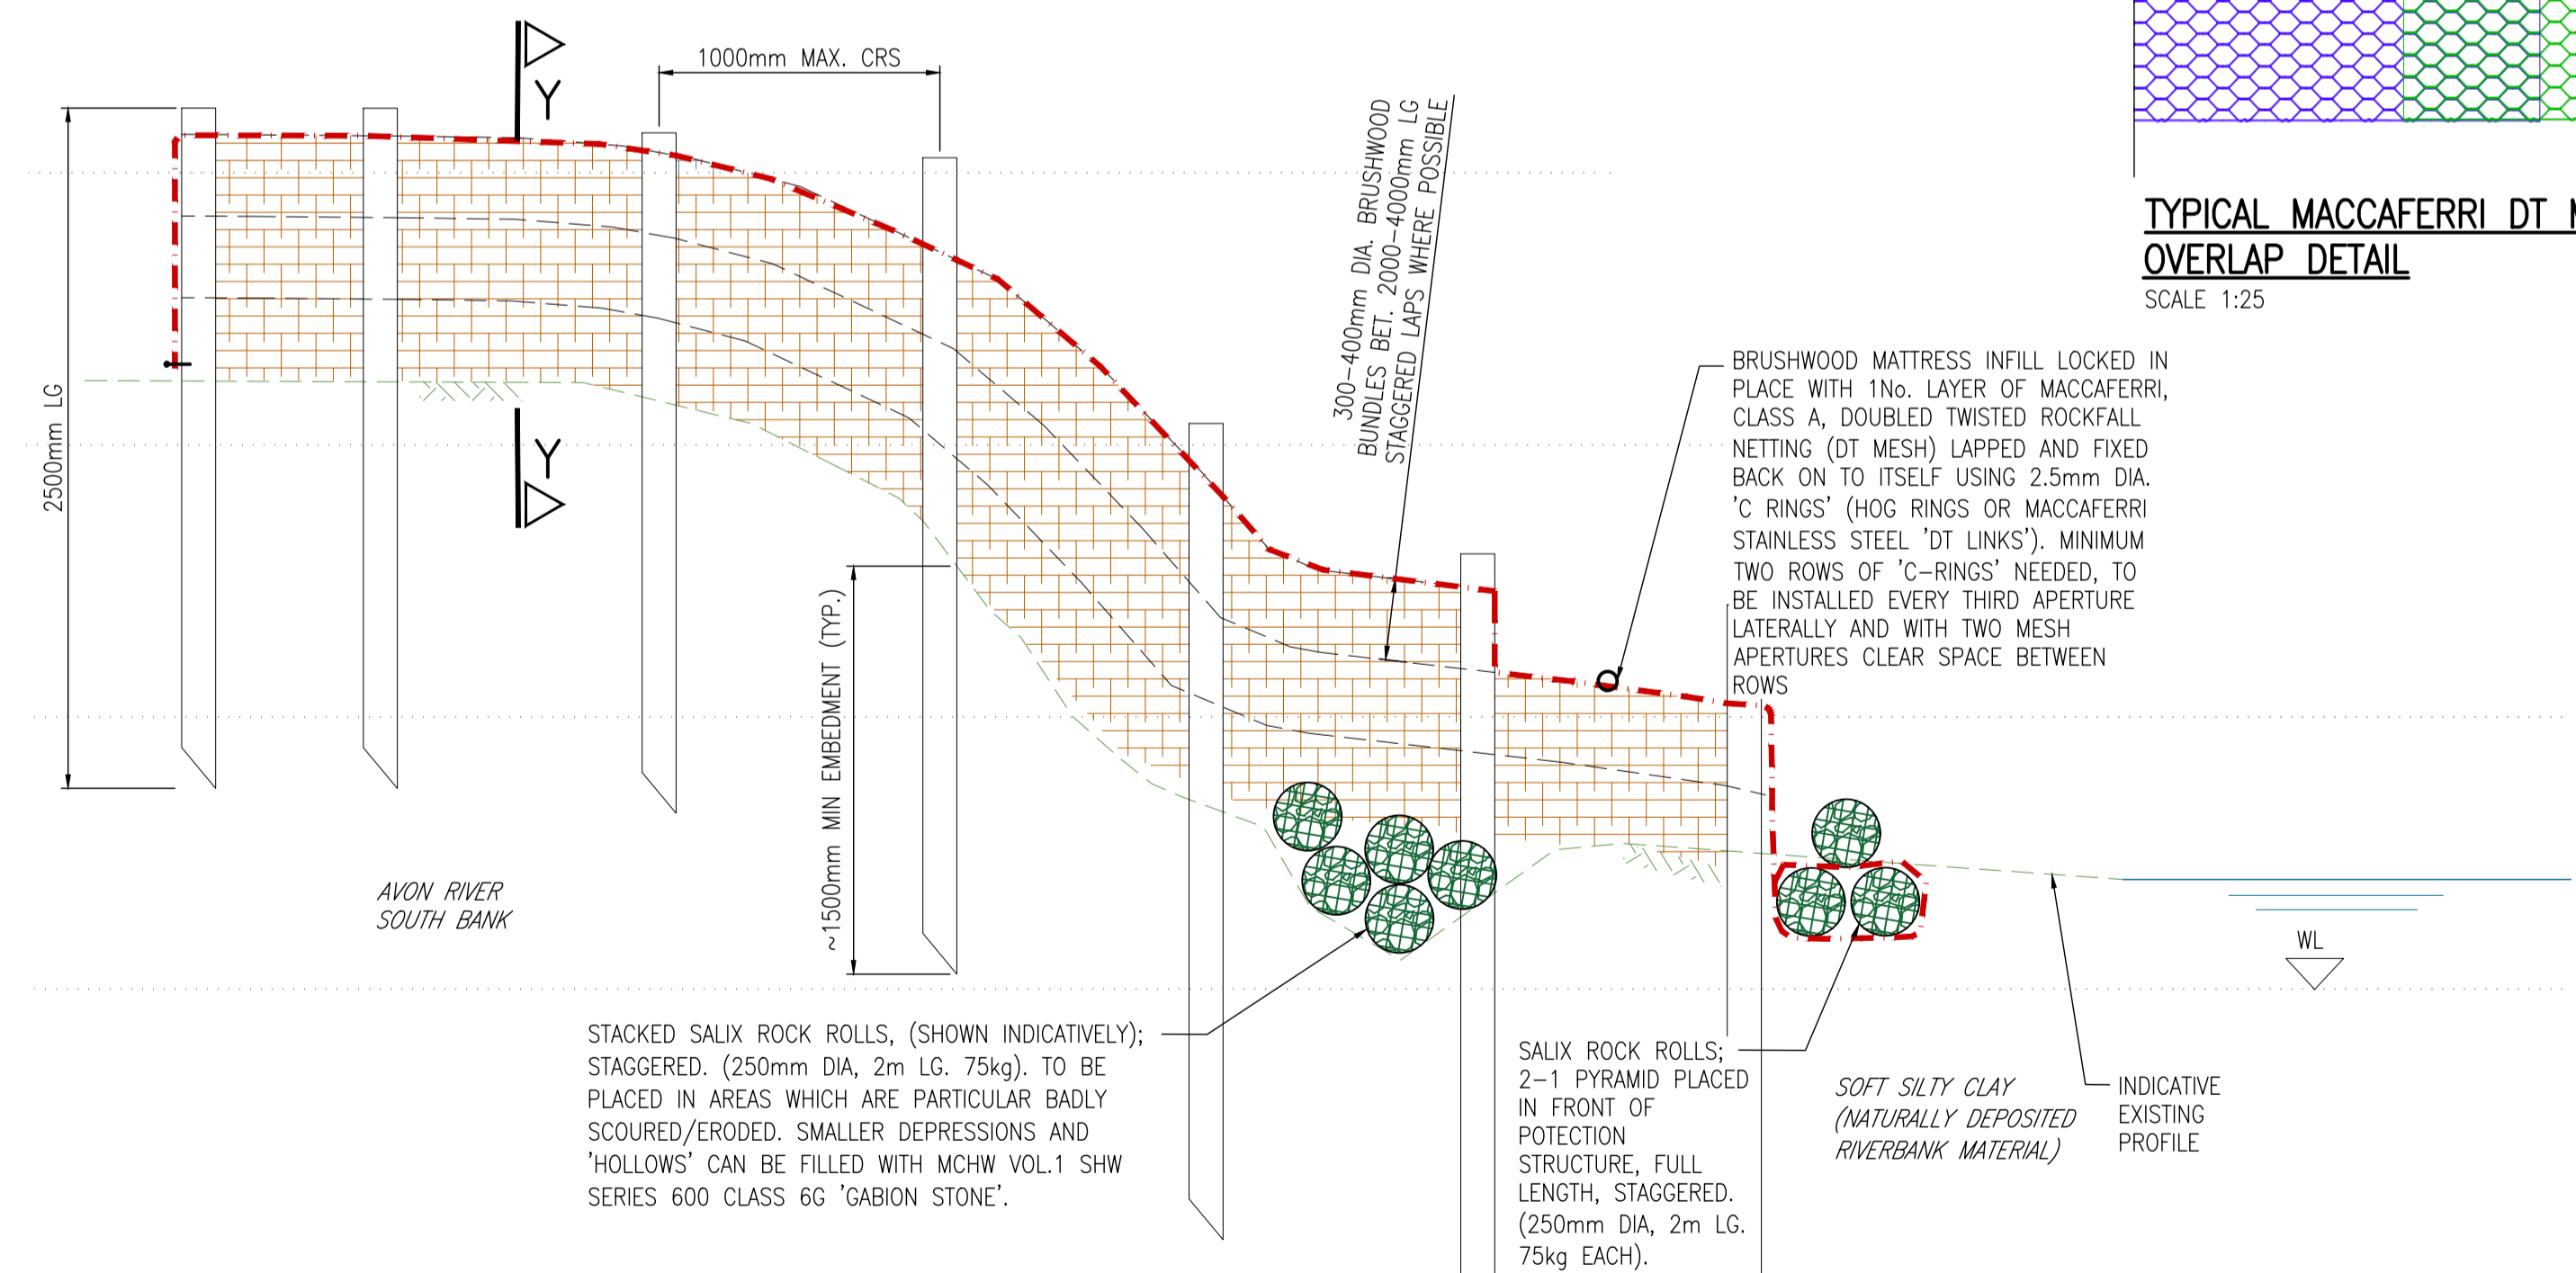 1000mm MAX. CRS
Y
Y
2500mm LG
300-400mm DIA. BRUSHWOOD
BUNDLES BET. 2000-4000mm LG
STAGGERED LAPS WHERE POSSIBLE
TYPICAL MACCAFERRI DT
OVERLAP DETAIL
SCALE 1:25
BRUSHWOOD MATTRESS INFILL LOCKED IN
PLACE WITH 1No. LAYER OF MACCAFERRI,
CLASS A, DOUBLED TWISTED ROCKFALL
NETTING (DT MESH) LAPPED AND FIXED
BACK ON TO ITSELF USING 2.5mm DIA.
'C RINGS' (HOG RINGS OR MACCAFERRI
STAINLESS STEEL 'DT LINKS'). MINIMUM
TWO ROWS OF 'C-RINGS' NEEDED, TO
BE INSTALLED EVERY THIRD APERTURE
LATERALLY AND WITH TWO MESH
APERTURES CLEAR SPACE BETWEEN
ROWS
~1500mm MIN EMBEDMENT (TYP.)
AVON RIVER
SOUTH BANK
WL
STACKED SALIX ROCK ROLLS, (SHOWN INDICATIVELY);
STAGGERED. (250mm DIA, 2m LG. 75kg). TO BE
PLACED IN AREAS WHICH ARE PARTICULAR BADLY
SCOURED/ERODED. SMALLER DEPRESSIONS AND
'HOLLOWS' CAN BE FILLED WITH MCHW VOL.1 SHW
SERIES 600 CLASS 6G 'GABION STONE'.
SALIX ROCK ROLLS;
2-1 PYRAMID PLACED
IN FRONT OF
POTECTION
STRUCTURE, FULL
LENGTH, STAGGERED.
(250mm DIA, 2m LG.
75kg EACH).
SOFT SILTY CLAY
(NATURALLY DEPOSITED
RIVERBANK MATERIAL)
INDICATIVE
EXISTING
PROFILE